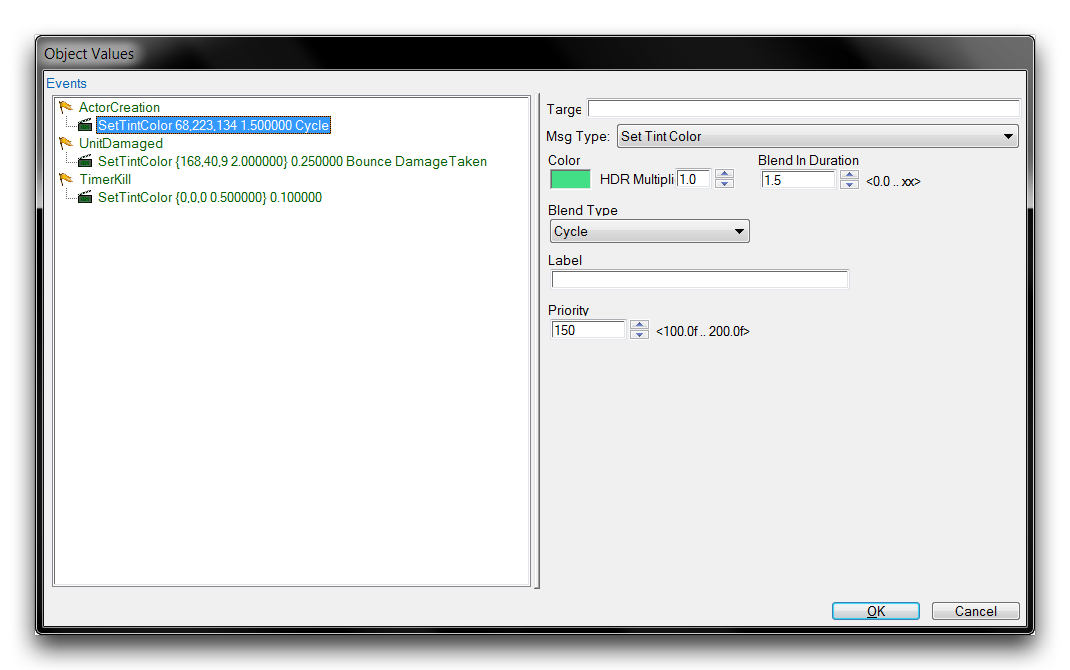 Object Values
Events
ActorCreation
SetTintColor 68,223,134 1.500000 Cycle
UnitDamaged
SetTintColor {168,40,9 2.000000} 0.250000 Bounce DamageTaken
TimerKill
SetTintColor {0,0,0 0.500000} 0.100000
Targe
Msg Type: Set Tint Color
Color Blend In Duration
HDR Multipli 1.0 1.5 <0.0 .. xx>
Blend Type
Cycle
Label
Priority
150 <100.0f .. 200.0f>
OK Cancel